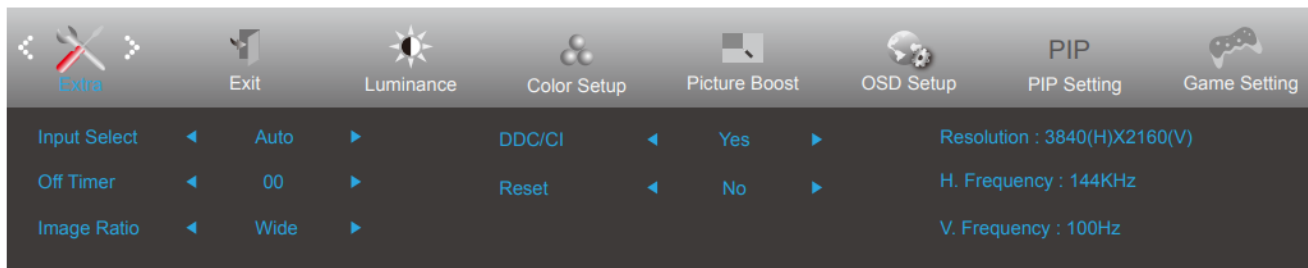 PIP
Extra Exit Luminance Color Setup Picture Boost OSD Setup PIP Setting Game Setting
Input Select Auto DDC/CI Yes Resolution : 3840(H)X2160(V)
Off Timer 00 Reset No H. Frequency : 144KHz
Image Ratio Wide V. Frequency : 100Hz